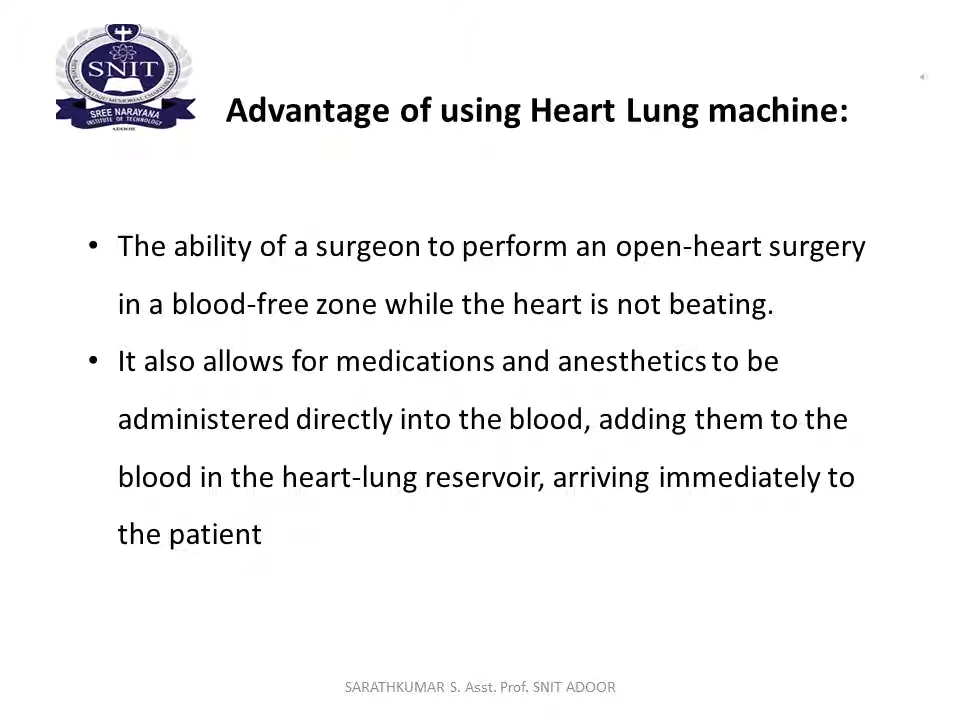 SNIT
SREE NARAYANA
INSTITUTE OF TECHNOLOGY
ADOOR
Advantage of using Heart Lung machine:
• The ability of a surgeon to perform an open-heart surgery
in a blood-free zone while the heart is not beating.
• It also allows for medications and anesthetics to be
administered directly into the blood, adding them to the
blood in the heart-lung reservoir, arriving immediately to
the patient
SARATHKUMAR S. Asst. Prof. SNIT ADOOR